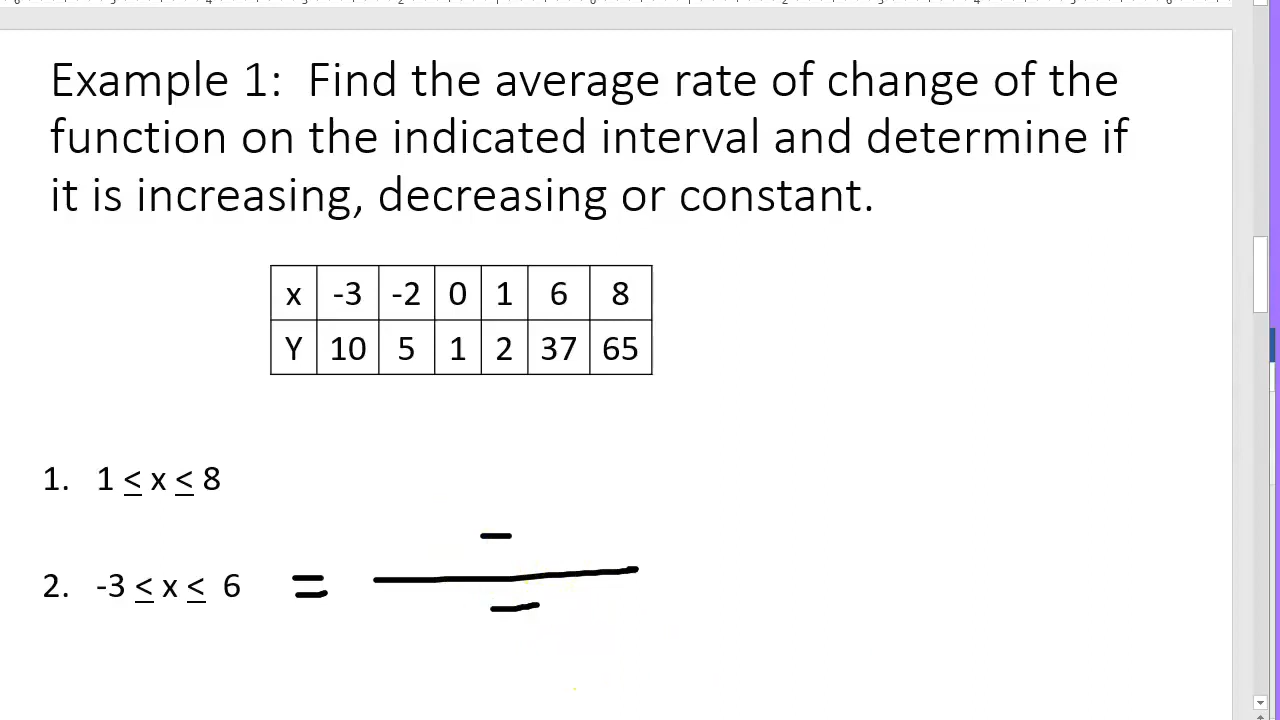 Example 1: Find the average rate of change of the
function on the indicated interval and determine if
it is increasing, decreasing or constant.
x -3 -2 0 1 6 8
Y 10 5 1 2 37 65
1. 1 ≤ x ≤ 8
2. -3 ≤ x ≤ 6 = — / —